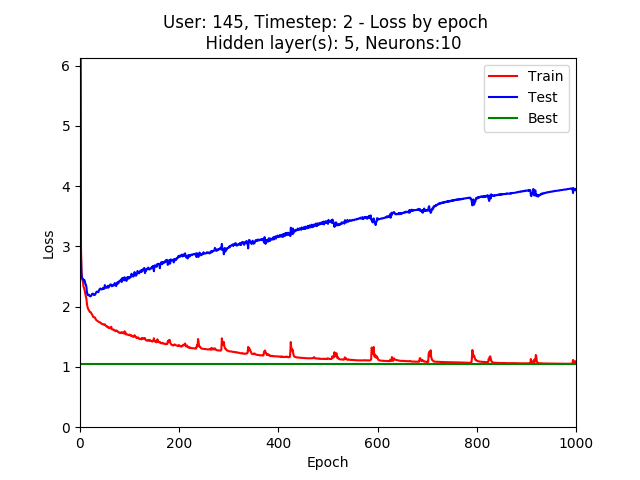 User: 145, Timestep: 2 - Loss by epoch
Hidden layer(s): 5, Neurons:10
Train
Test
Best
6
5
4
3
2
1
0
Loss
0 200 400 600 800 1000
Epoch